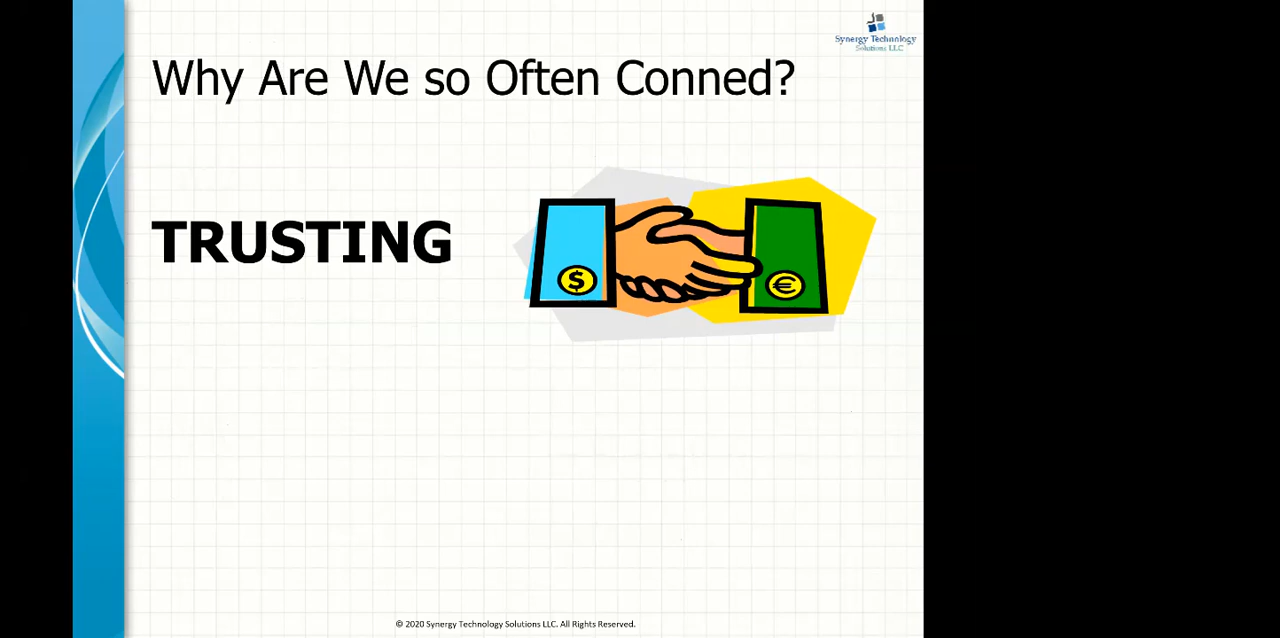 Synergy Technology
Solutions LLC
Why Are We so Often Conned?
TRUSTING
$
€
© 2020 Synergy Technology Solutions LLC. All Rights Reserved.